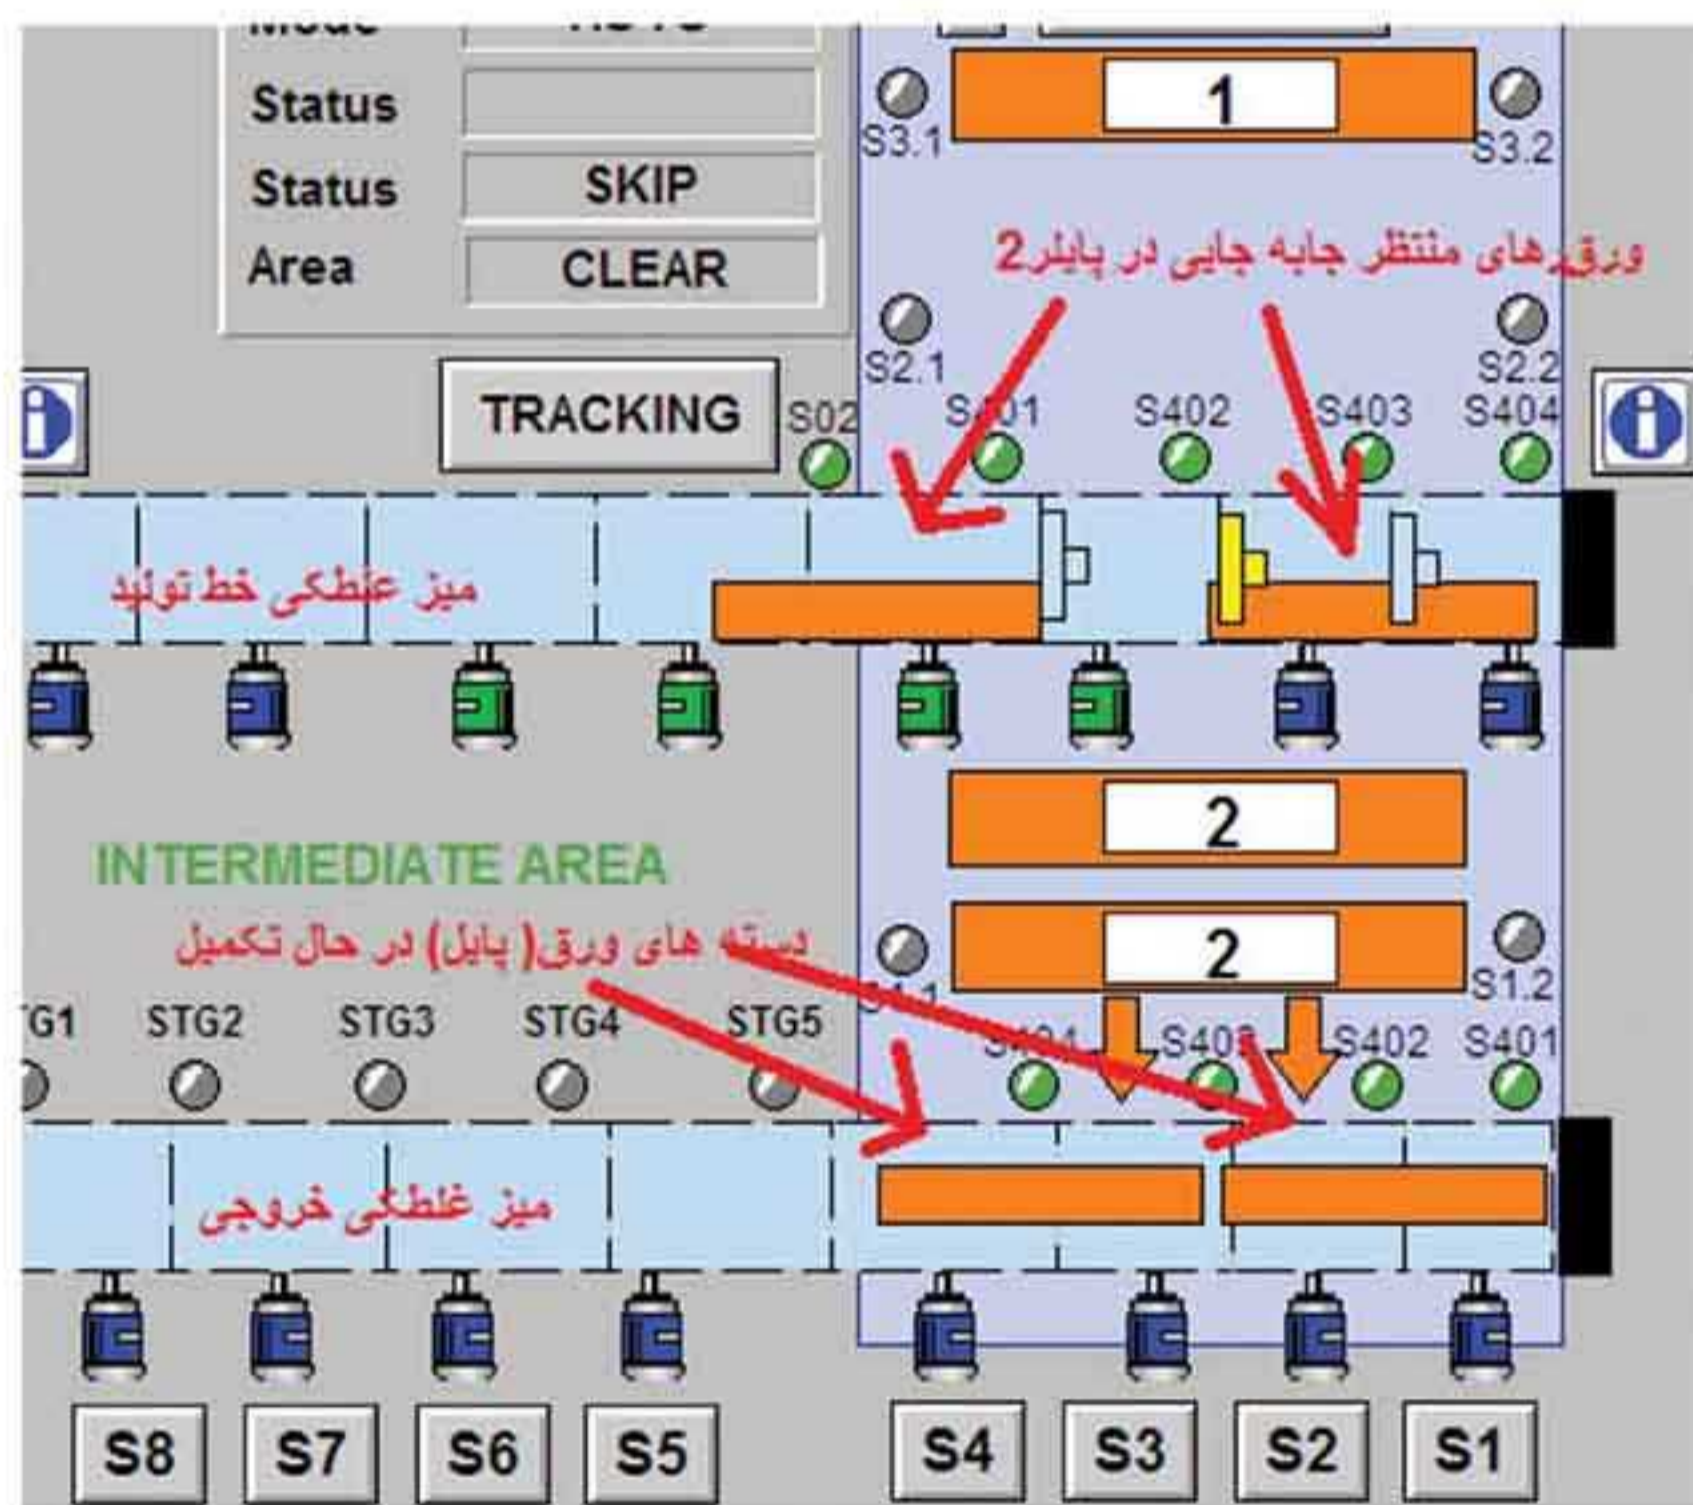 Status
Status SKIP
Area CLEAR
1
S3.1 S3.2
ورق‌های منتظر جابه جایی در پایلر2
S2.1 S2.2
TRACKING
S02 S401 S402 S403 S404
میز غلطکی خط تولید
2
INTERMEDIATE AREA
دسته های ورق( پایل) در حال تکمیل
2
S1.2
TG1 STG2 STG3 STG4 STG5
S404 S403 S402 S401
میز غلطکی خروجی
S8 S7 S6 S5 S4 S3 S2 S1